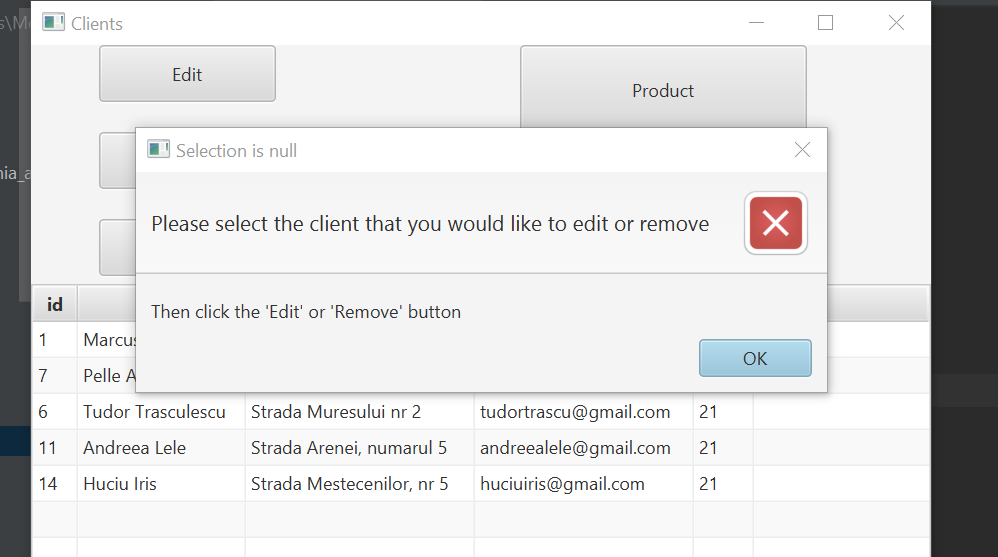 Clients
Edit
Product
Selection is null
Please select the client that you would like to edit or remove
Then click the 'Edit' or 'Remove' button
OK
id
1 Marcus
7 Pelle A
6 Tudor Trasculescu Strada Muresului nr 2 tudortrascu@gmail.com 21
11 Andreea Lele Strada Arenei, numarul 5 andreealele@gmail.com 21
14 Huciu Iris Strada Mestecenilor, nr 5 huciuiris@gmail.com 21